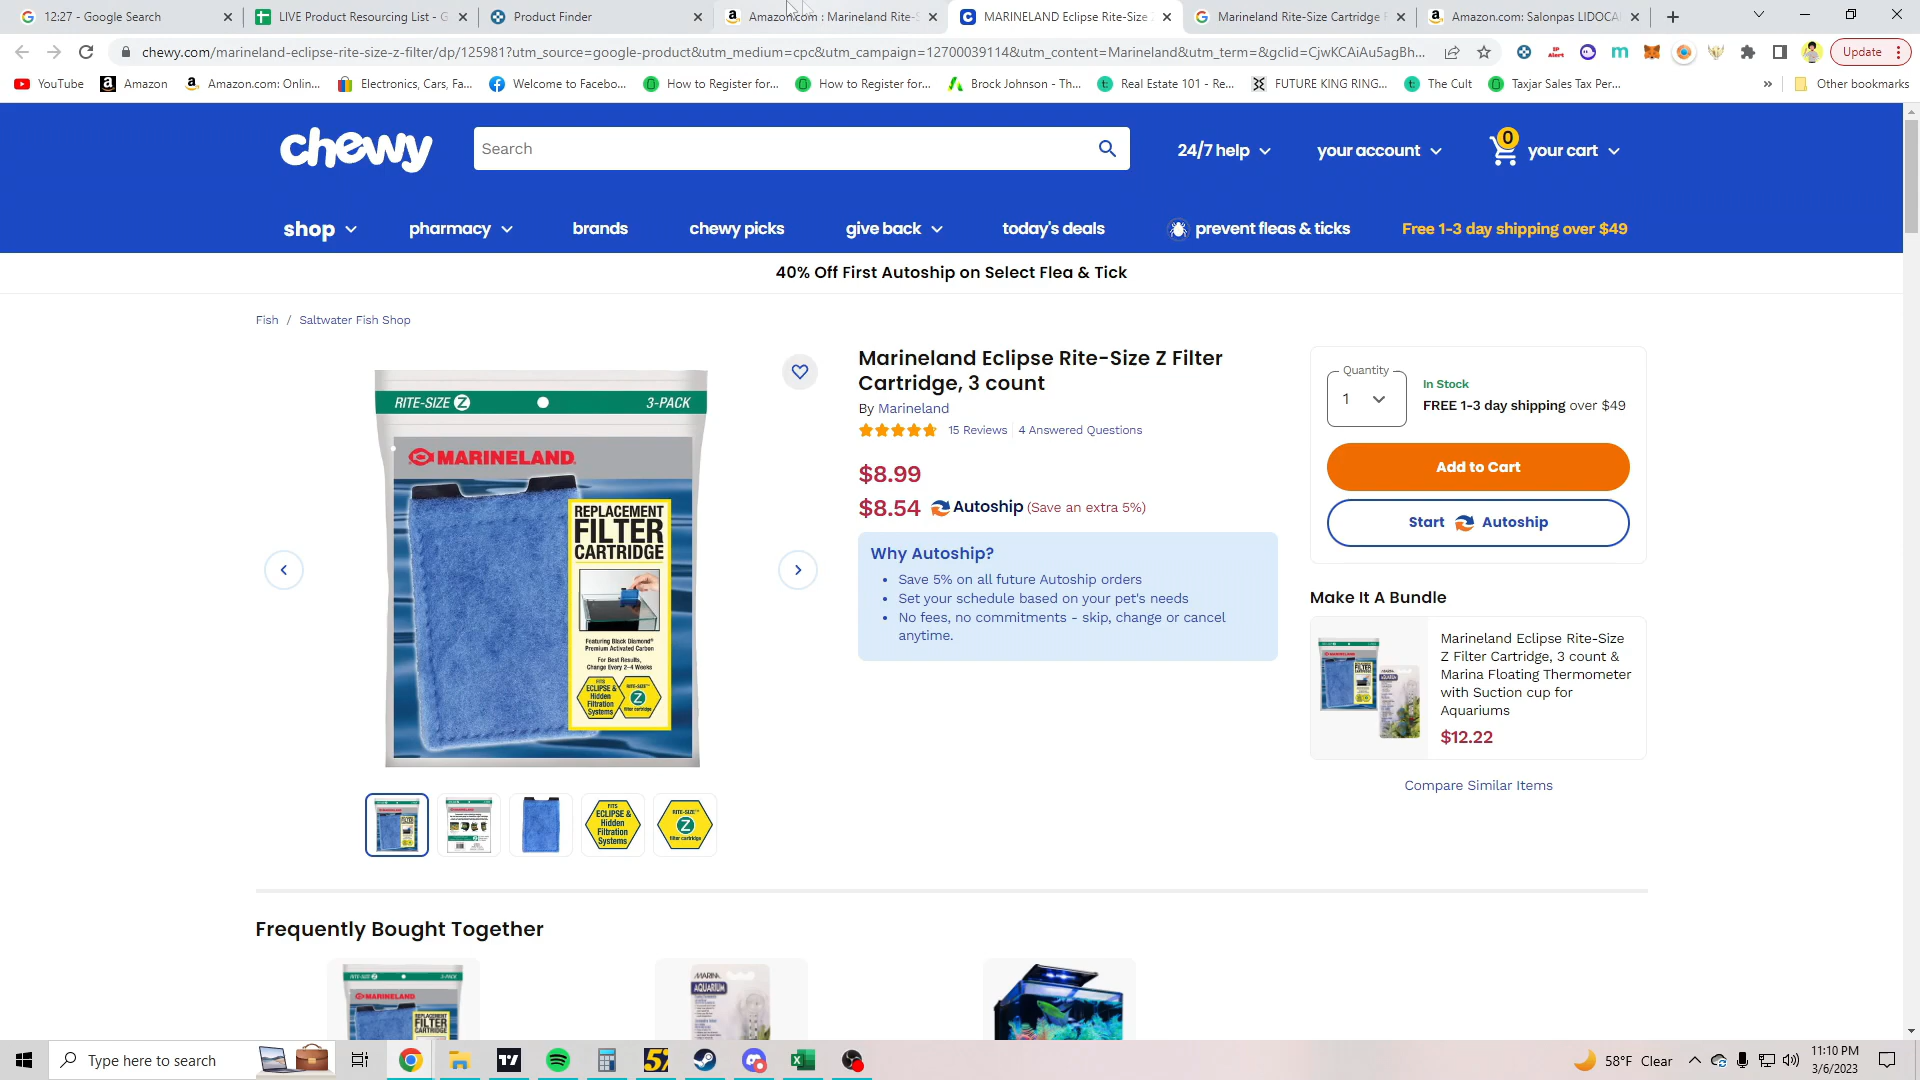 12:27 - Google Search
LIVE Product Resourcing List - G
Product Finder
Amazon.com : Marineland Rite-S
MARINELAND Eclipse Rite-Size Z
Marineland Rite-Size Cartridge F
Amazon.com: Salonpas LIDOCAI
chewy.com/marineland-eclipse-rite-size-z-filter/dp/125981?utm_source=google-product&utm_medium=cpc&utm_campaign=12700039114&utm_content=Marineland&utm_term=&gclid=CjwKCAiAu5agBh...
Update
YouTube
Amazon
Amazon.com: Onlin...
Electronics, Cars, Fa...
Welcome to Facebo...
How to Register for...
How to Register for...
Brock Johnson - Th...
Real Estate 101 - Re...
FUTURE KING RING...
The Cult
Taxjar Sales Tax Per...
»
Other bookmarks
chewy
Search
24/7 help
your account
0
your cart
shop
pharmacy
brands
chewy picks
give back
today's deals
prevent fleas & ticks
Free 1-3 day shipping over $49
40% Off First Autoship on Select Flea & Tick
Fish / Saltwater Fish Shop
RITE-SIZE Z
3-PACK
MARINELAND
REPLACEMENT
FILTER
CARTRIDGE
Featuring Black Diamond®
Premium Activated Carbon
For Best Results,
Change Every 2-4 Weeks
FITS
ECLIPSE &
Hidden
Filtration
Systems
RITE-SIZE™
Z
filter cartridge
FITS
ECLIPSE &
Hidden
Filtration
Systems
RITE-SIZE™
Z
filter cartridge
Marineland Eclipse Rite-Size Z Filter
Cartridge, 3 count
By Marineland
15 Reviews
4 Answered Questions
$8.99
$8.54 Autoship (Save an extra 5%)
Why Autoship?
• Save 5% on all future Autoship orders
• Set your schedule based on your pet's needs
• No fees, no commitments - skip, change or cancel
anytime.
Quantity
1
In Stock
FREE 1-3 day shipping over $49
Add to Cart
Start Autoship
Make It A Bundle
Marineland Eclipse Rite-Size
Z Filter Cartridge, 3 count &
Marina Floating Thermometer
with Suction cup for
Aquariums
$12.22
Compare Similar Items
Frequently Bought Together
RITE-SIZE Z
3-PACK
MARINELAND
REPLACEMENT
FILTER
CARTRIDGE
MARINA
AQUARIUM
Type here to search
58°F Clear
11:10 PM
3/6/2023